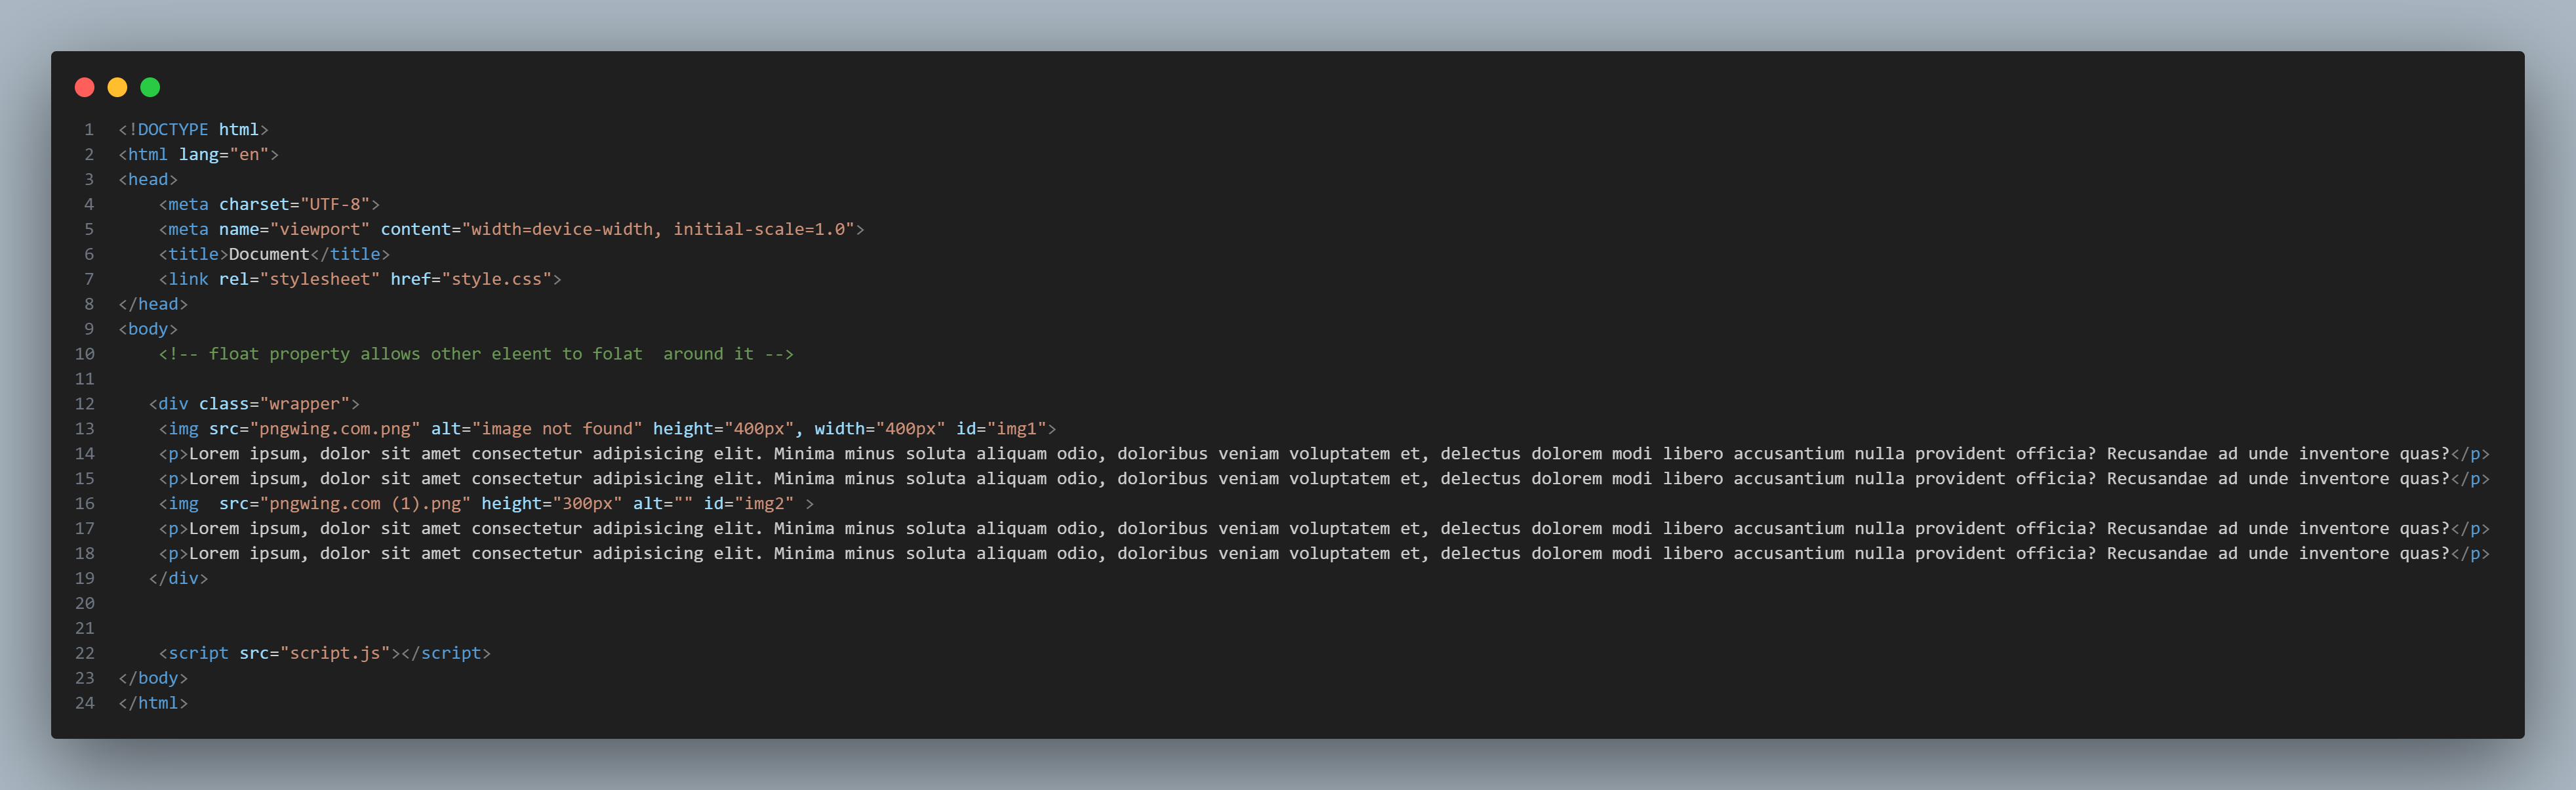 1 <!DOCTYPE html>
2 <html lang="en">
3 <head>
4     <meta charset="UTF-8">
5     <meta name="viewport" content="width=device-width, initial-scale=1.0">
6     <title>Document</title>
7     <link rel="stylesheet" href="style.css">
8 </head>
9 <body>
10     <!-- float property allows other eleent to folat  around it -->
11
12    <div class="wrapper">
13     <img src="pngwing.com.png" alt="image not found" height="400px", width="400px" id="img1">
14     <p>Lorem ipsum, dolor sit amet consectetur adipisicing elit. Minima minus soluta aliquam odio, doloribus veniam voluptatem et, delectus dolorem modi libero accusantium nulla provident officia? Recusandae ad unde inventore quas?</p>
15     <p>Lorem ipsum, dolor sit amet consectetur adipisicing elit. Minima minus soluta aliquam odio, doloribus veniam voluptatem et, delectus dolorem modi libero accusantium nulla provident officia? Recusandae ad unde inventore quas?</p>
16     <img  src="pngwing.com (1).png" height="300px" alt="" id="img2" >
17     <p>Lorem ipsum, dolor sit amet consectetur adipisicing elit. Minima minus soluta aliquam odio, doloribus veniam voluptatem et, delectus dolorem modi libero accusantium nulla provident officia? Recusandae ad unde inventore quas?</p>
18     <p>Lorem ipsum, dolor sit amet consectetur adipisicing elit. Minima minus soluta aliquam odio, doloribus veniam voluptatem et, delectus dolorem modi libero accusantium nulla provident officia? Recusandae ad unde inventore quas?</p>
19    </div>
20
21
22     <script src="script.js"></script>
23 </body>
24 </html>